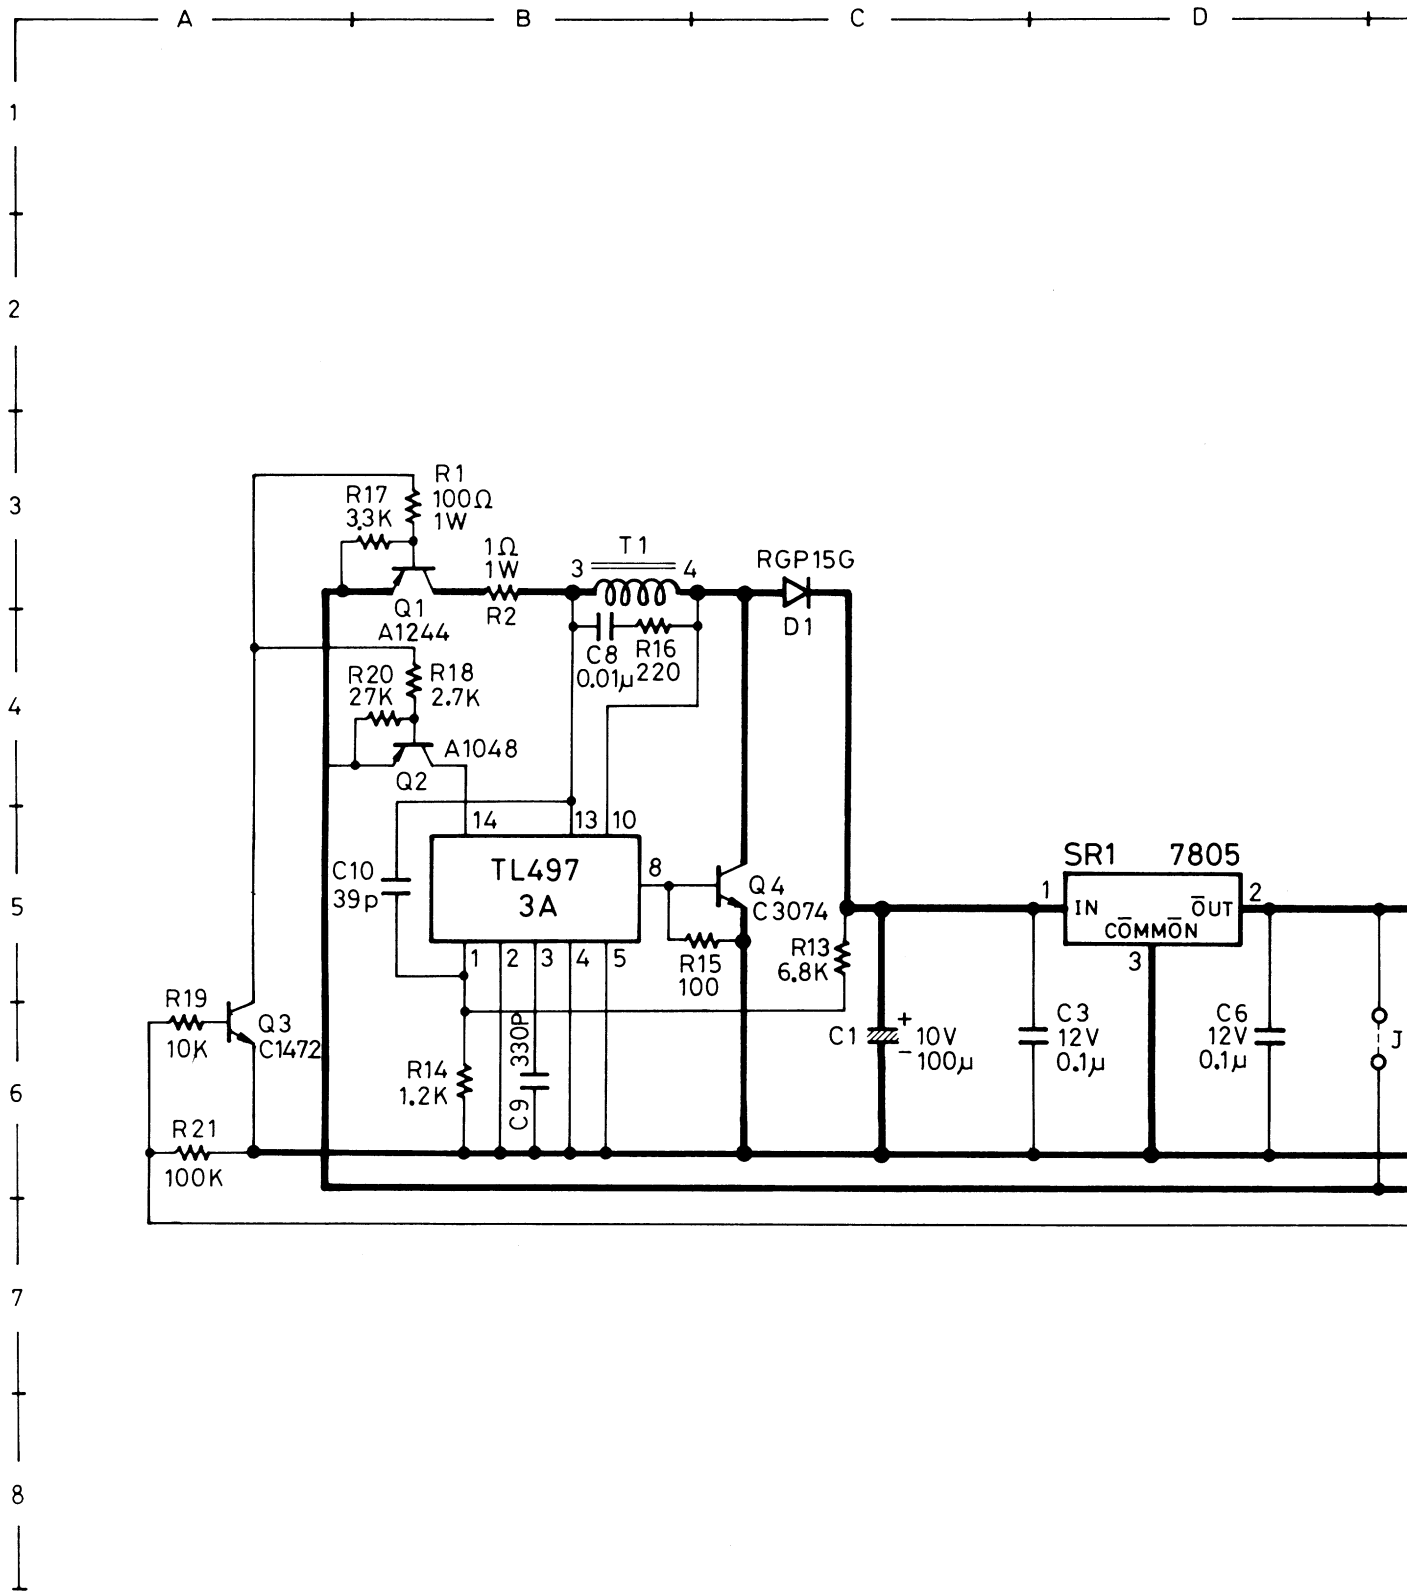 A B C D
1
2
3
4
5
6
7
8
R1
100Ω
1W
R17
3.3K
1Ω
1W
R2
T1
3 4
RGP15G
D1
Q1
A1244
C8
0.01µ
R16
220
R20
27K
R18
2.7K
A1048
Q2
14 13 10
TL497
3A
8
1 2 3 4 5
C10
39p
Q4
C3074
R15
100
R13
6.8K
SR1 7805
1 2
IN OUT
COMMON
3
R19
10K
Q3
C1472
R14
1.2K
C9 330P
C1
+ 10V
- 100µ
C3
12V
0.1µ
C6
12V
0.1µ
J
R21
100K